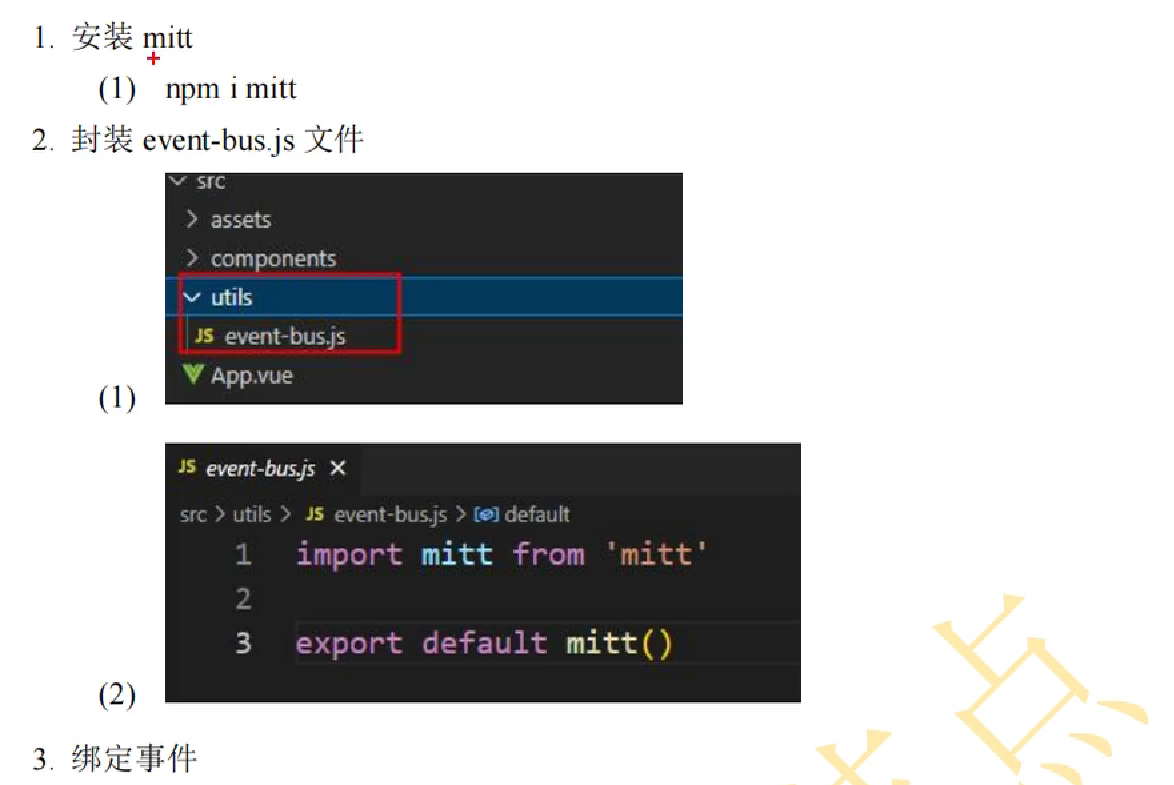 1. 安装 mitt
(1) npm i mitt
2. 封装 event-bus.js 文件
src
assets
components
utils
JS event-bus.js
App.vue
(1)
JS event-bus.js ×
src > utils > JS event-bus.js > default
1 import mitt from 'mitt'
2
3 export default mitt()
(2)
3. 绑定事件